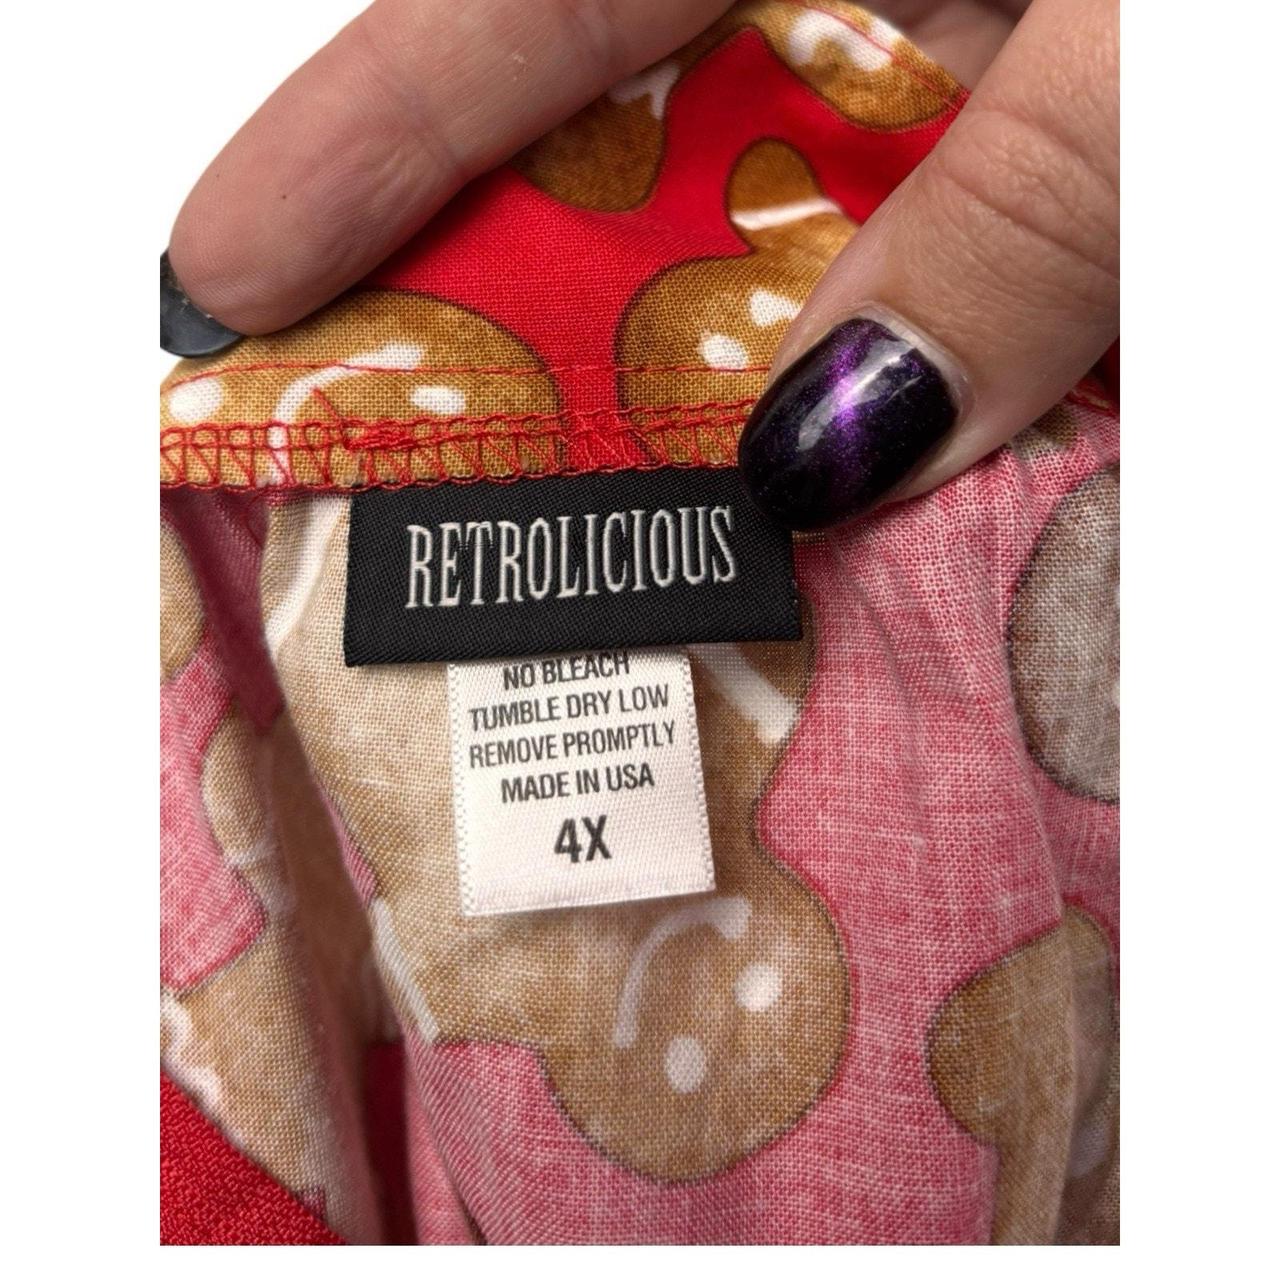 RETROLICIOUS
NO BLEACH
TUMBLE DRY LOW
REMOVE PROMPTLY
MADE IN USA
4X